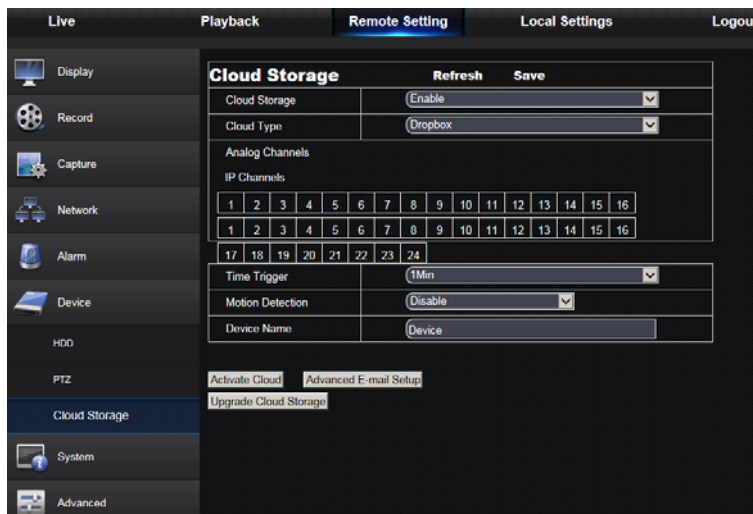 Live Playback Remote Setting Local Settings Logou
Display
Record
Capture
Network
Alarm
Device
HDD
PTZ
Cloud Storage
System
Advanced
Cloud Storage Refresh Save
Cloud Storage Enable
Cloud Type Dropbox
Analog Channels
IP Channels
1 2 3 4 5 6 7 8 9 10 11 12 13 14 15 16
1 2 3 4 5 6 7 8 9 10 11 12 13 14 15 16
17 18 19 20 21 22 23 24
Time Trigger 1Min
Motion Detection Disable
Device Name Device
Activate Cloud Advanced E-mail Setup
Upgrade Cloud Storage